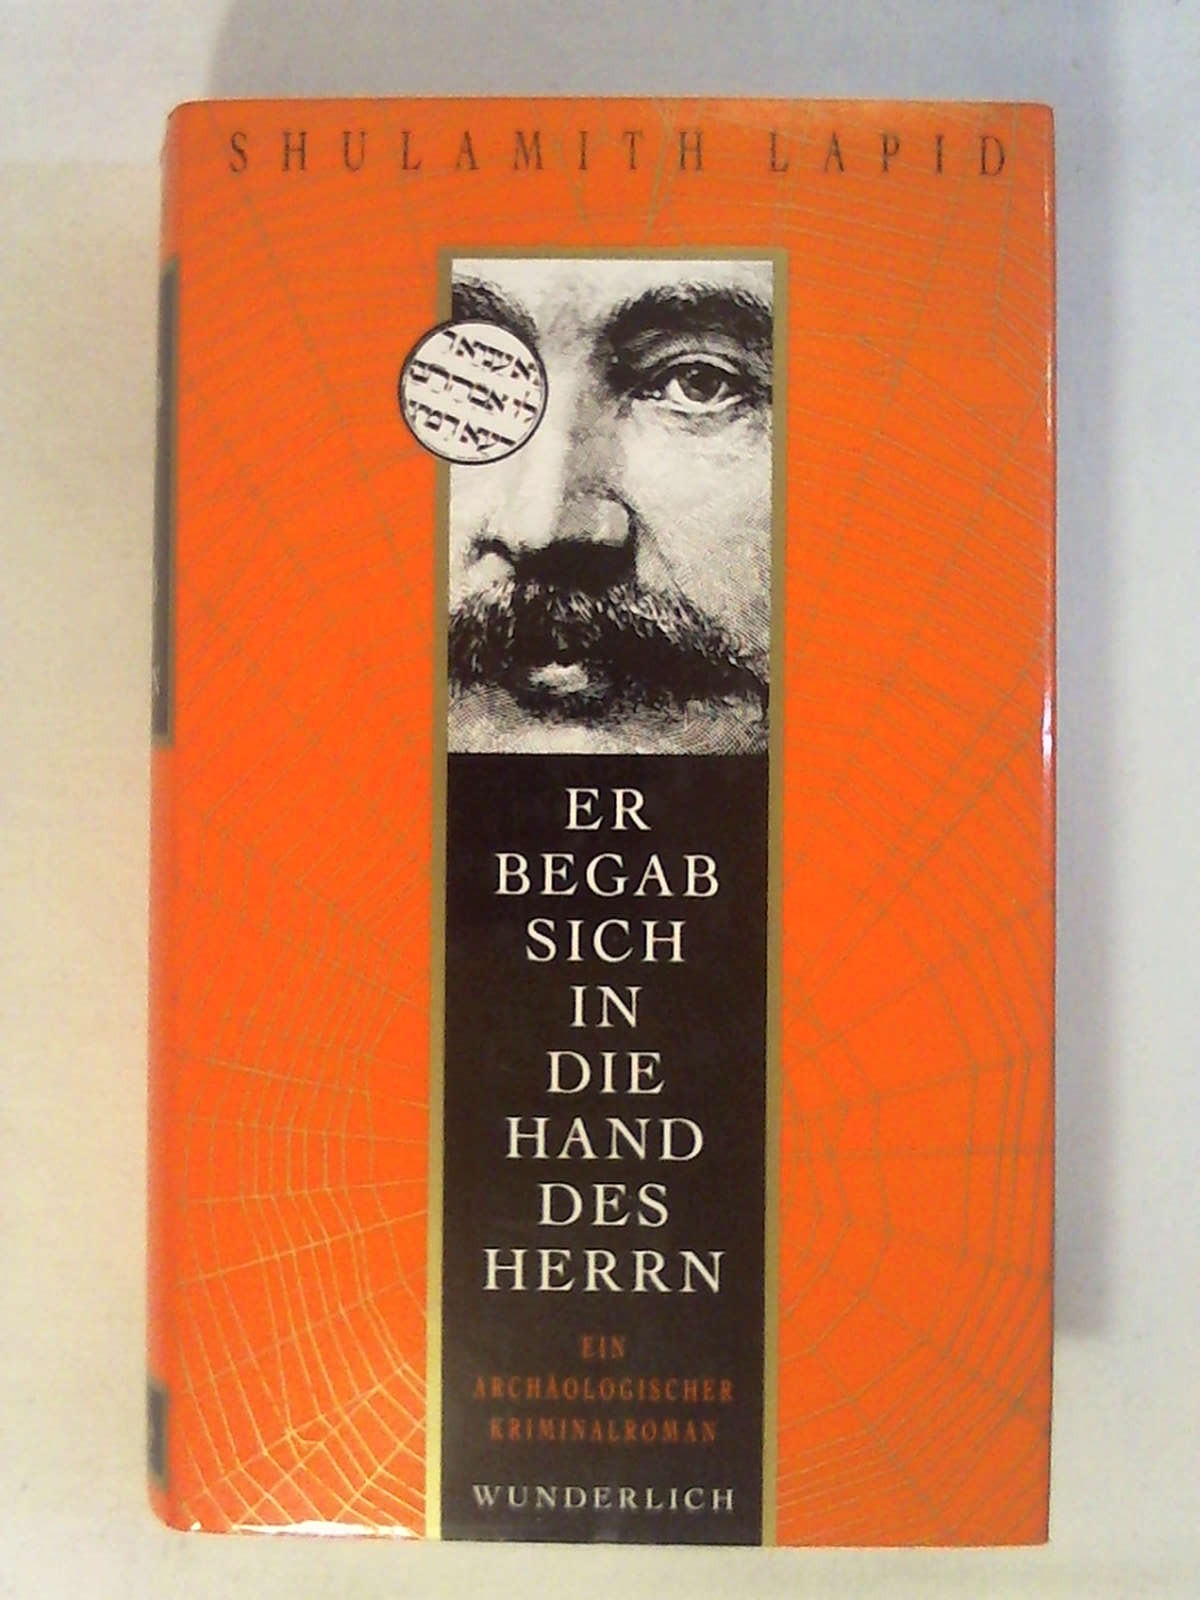 SHULAMITH LAPID
ER
BEGAB
SICH
IN
DIE
HAND
DES
HERRN
EIN
ARCHÄOLOGISCHER
KRIMINALROMAN
WUNDERLICH